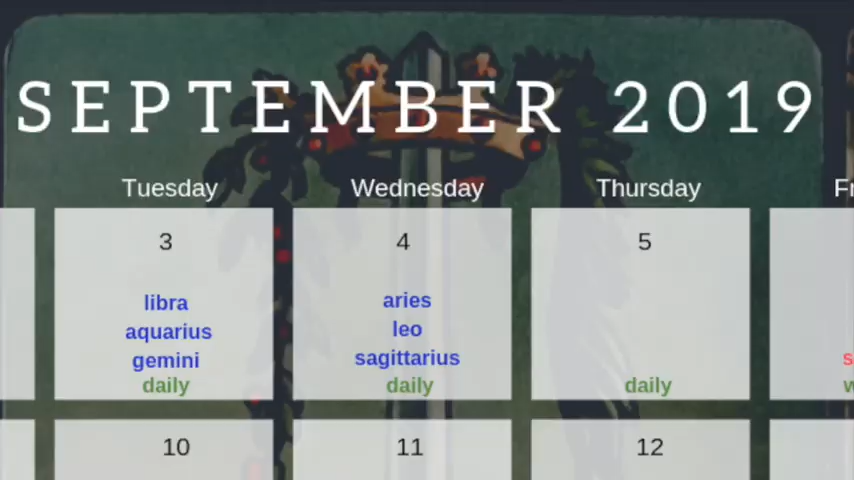 SEPTEMBER 2019
Tuesday Wednesday Thursday
3 4 5
libra aries
aquarius leo
gemini sagittarius
daily daily daily
10 11 12